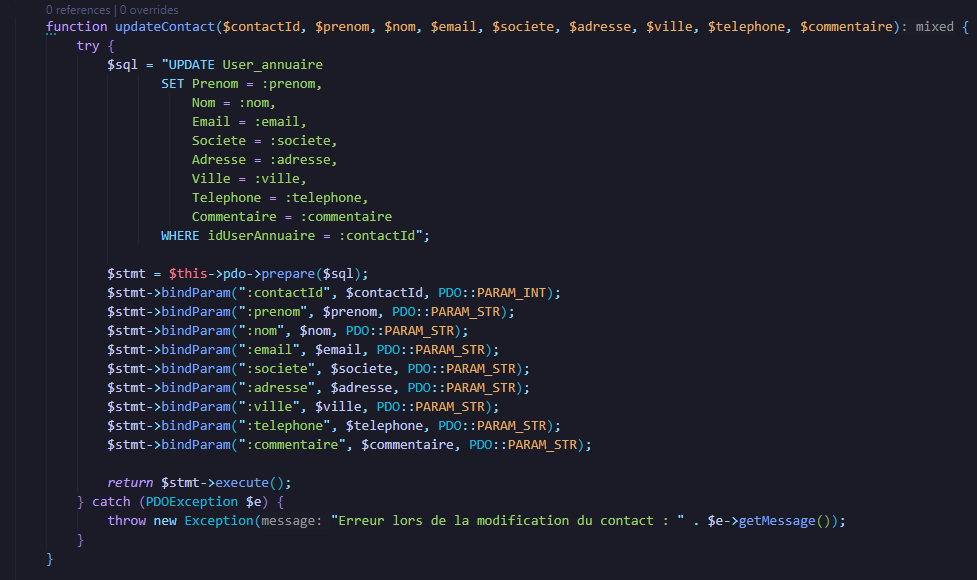 0 references | 0 overrides
function updateContact($contactId, $prenom, $nom, $email, $societe, $adresse, $ville, $telephone, $commentaire): mixed {
try {
$sql = "UPDATE User_annuaire
SET Prenom = :prenom,
Nom = :nom,
Email = :email,
Societe = :societe,
Adresse = :adresse,
Ville = :ville,
Telephone = :telephone,
Commentaire = :commentaire
WHERE idUserAnnuaire = :contactId";
$stmt = $this->pdo->prepare($sql);
$stmt->bindParam(":contactId", $contactId, PDO::PARAM_INT);
$stmt->bindParam(":prenom", $prenom, PDO::PARAM_STR);
$stmt->bindParam(":nom", $nom, PDO::PARAM_STR);
$stmt->bindParam(":email", $email, PDO::PARAM_STR);
$stmt->bindParam(":societe", $societe, PDO::PARAM_STR);
$stmt->bindParam(":adresse", $adresse, PDO::PARAM_STR);
$stmt->bindParam(":ville", $ville, PDO::PARAM_STR);
$stmt->bindParam(":telephone", $telephone, PDO::PARAM_STR);
$stmt->bindParam(":commentaire", $commentaire, PDO::PARAM_STR);
return $stmt->execute();
} catch (PDOException $e) {
throw new Exception(message: "Erreur lors de la modification du contact : " . $e->getMessage());
}
}